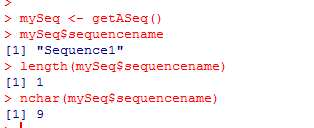 >
> mySeq <- getASeq()
> mySeq$sequencename
[1] "Sequence1"
> length(mySeq$sequencename)
[1] 1
> nchar(mySeq$sequencename)
[1] 9
>